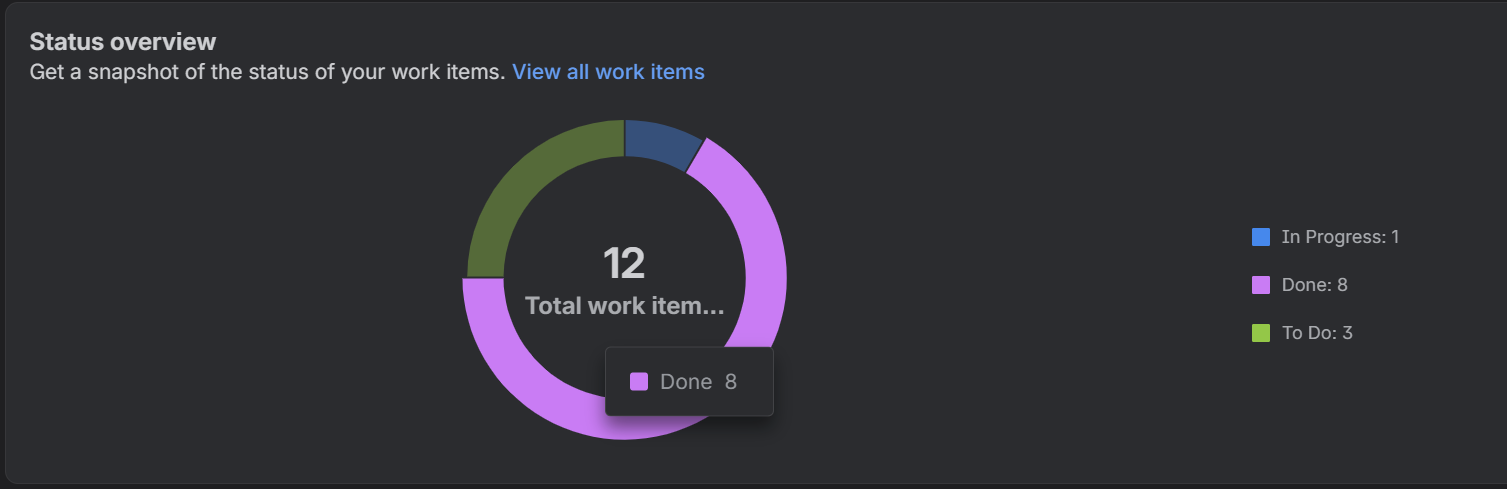 Status overview
Get a snapshot of the status of your work items. View all work items
12
Total work item...
Done 8
In Progress: 1
Done: 8
To Do: 3